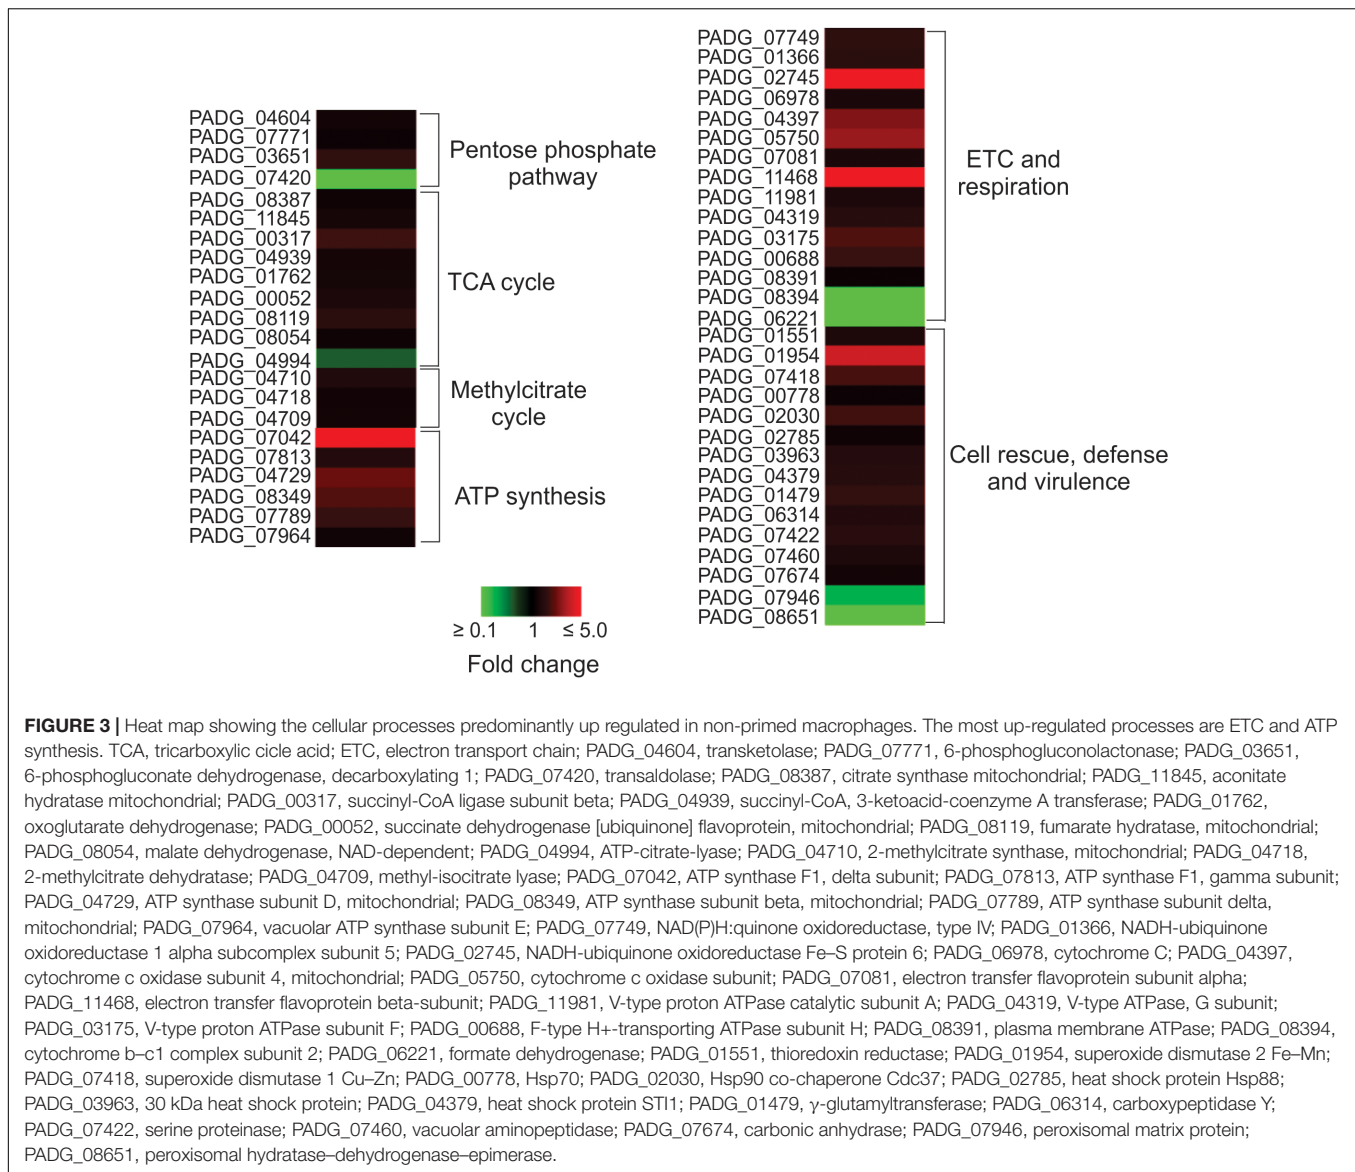 PADG_04604
PADG_07771
PADG_03651
PADG_07420
Pentose phosphate
pathway
PADG_08387
PADG_11845
PADG_00317
PADG_04939
PADG_01762
PADG_00052
PADG_08119
PADG_08054
PADG_04994
TCA cycle
PADG_04710
PADG_04718
PADG_04709
Methylcitrate
cycle
PADG_07042
PADG_07813
PADG_04729
PADG_08349
PADG_07789
PADG_07964
ATP synthesis
PADG_07749
PADG_01366
PADG_02745
PADG_06978
PADG_04397
PADG_05750
PADG_07081
PADG_11468
PADG_11981
PADG_04319
PADG_03175
PADG_00688
PADG_08391
PADG_08394
PADG_06221
ETC and
respiration
PADG_01551
PADG_01954
PADG_07418
PADG_00778
PADG_02030
PADG_02785
PADG_03963
PADG_04379
PADG_01479
PADG_06314
PADG_07422
PADG_07460
PADG_07674
PADG_07946
PADG_08651
Cell rescue, defense
and virulence
≥ 0.1 1 ≤ 5.0
Fold change
FIGURE 3 | Heat map showing the cellular processes predominantly up regulated in non-primed macrophages. The most up-regulated processes are ETC and ATP
synthesis. TCA, tricarboxylic cicle acid; ETC, electron transport chain; PADG_04604, transketolase; PADG_07771, 6-phosphogluconolactonase; PADG_03651,
6-phosphogluconate dehydrogenase, decarboxylating 1; PADG_07420, transaldolase; PADG_08387, citrate synthase mitochondrial; PADG_11845, aconitate
hydratase mitochondrial; PADG_00317, succinyl-CoA ligase subunit beta; PADG_04939, succinyl-CoA, 3-ketoacid-coenzyme A transferase; PADG_01762,
oxoglutarate dehydrogenase; PADG_00052, succinate dehydrogenase [ubiquinone] flavoprotein, mitochondrial; PADG_08119, fumarate hydratase, mitochondrial;
PADG_08054, malate dehydrogenase, NAD-dependent; PADG_04994, ATP-citrate-lyase; PADG_04710, 2-methylcitrate synthase, mitochondrial; PADG_04718,
2-methylcitrate dehydratase; PADG_04709, methyl-isocitrate lyase; PADG_07042, ATP synthase F1, delta subunit; PADG_07813, ATP synthase F1, gamma subunit;
PADG_04729, ATP synthase subunit D, mitochondrial; PADG_08349, ATP synthase subunit beta, mitochondrial; PADG_07789, ATP synthase subunit delta,
mitochondrial; PADG_07964, vacuolar ATP synthase subunit E; PADG_07749, NAD(P)H:quinone oxidoreductase, type IV; PADG_01366, NADH-ubiquinone
oxidoreductase 1 alpha subcomplex subunit 5; PADG_02745, NADH-ubiquinone oxidoreductase Fe–S protein 6; PADG_06978, cytochrome C; PADG_04397,
cytochrome c oxidase subunit 4, mitochondrial; PADG_05750, cytochrome c oxidase subunit; PADG_07081, electron transfer flavoprotein subunit alpha;
PADG_11468, electron transfer flavoprotein beta-subunit; PADG_11981, V-type proton ATPase catalytic subunit A; PADG_04319, V-type ATPase, G subunit;
PADG_03175, V-type proton ATPase subunit F; PADG_00688, F-type H+-transporting ATPase subunit H; PADG_08391, plasma membrane ATPase; PADG_08394,
cytochrome b–c1 complex subunit 2; PADG_06221, formate dehydrogenase; PADG_01551, thioredoxin reductase; PADG_01954, superoxide dismutase 2 Fe–Mn;
PADG_07418, superoxide dismutase 1 Cu–Zn; PADG_00778, Hsp70; PADG_02030, Hsp90 co-chaperone Cdc37; PADG_02785, heat shock protein Hsp88;
PADG_03963, 30 kDa heat shock protein; PADG_04379, heat shock protein STI1; PADG_01479, γ-glutamyltransferase; PADG_06314, carboxypeptidase Y;
PADG_07422, serine proteinase; PADG_07460, vacuolar aminopeptidase; PADG_07674, carbonic anhydrase; PADG_07946, peroxisomal matrix protein;
PADG_08651, peroxisomal hydratase–dehydrogenase–epimerase.